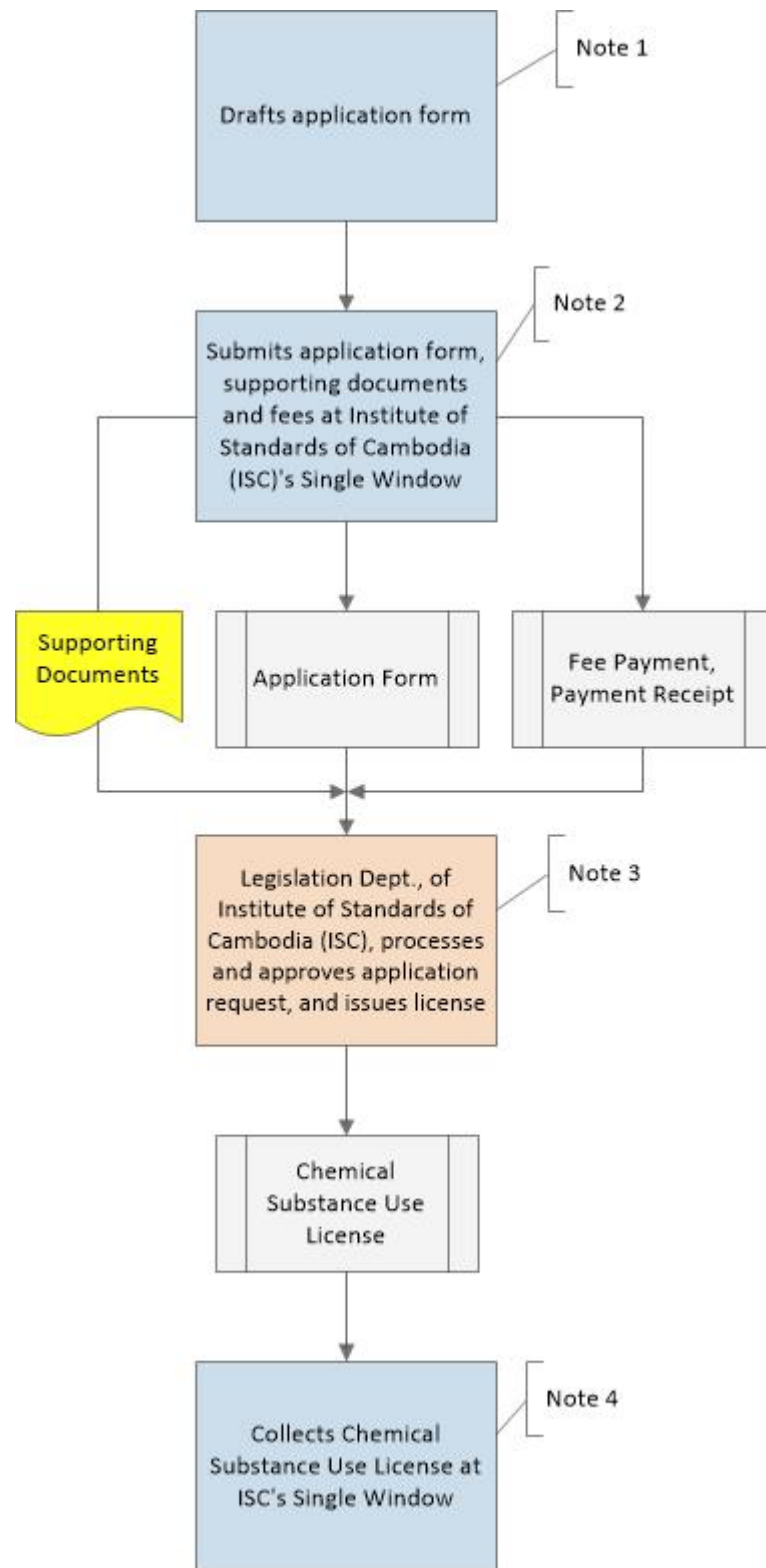 Note 1
Drafts application form
Note 2
Submits application form,
supporting documents
and fees at Institute of
Standards of Cambodia
(ISC)'s Single Window
Supporting
Documents
Application Form
Fee Payment,
Payment Receipt
Note 3
Legislation Dept., of
Institute of Standards of
Cambodia (ISC), processes
and approves application
request, and issues license
Chemical
Substance Use
License
Note 4
Collects Chemical
Substance Use License at
ISC's Single Window